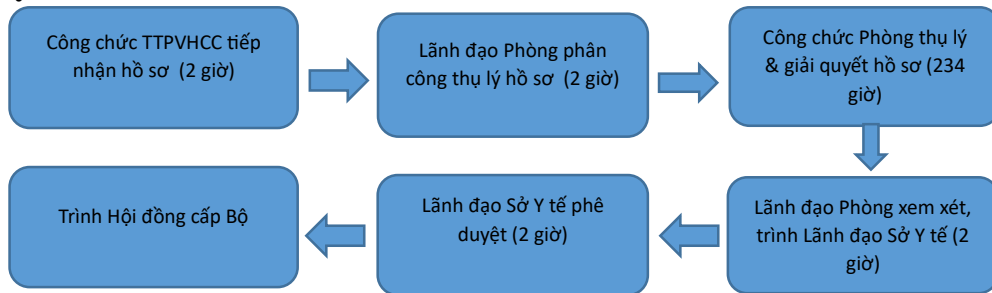 Công chức TTPVHCC tiếp
nhận hồ sơ (2 giờ)
Lãnh đạo Phòng phân
công thụ lý hồ sơ (2 giờ)
Công chức Phòng thụ lý
& giải quyết hồ sơ (234
giờ)
Lãnh đạo Phòng xem xét,
trình Lãnh đạo Sở Y tế (2
giờ)
Lãnh đạo Sở Y tế phê
duyệt (2 giờ)
Trình Hội đồng cấp Bộ